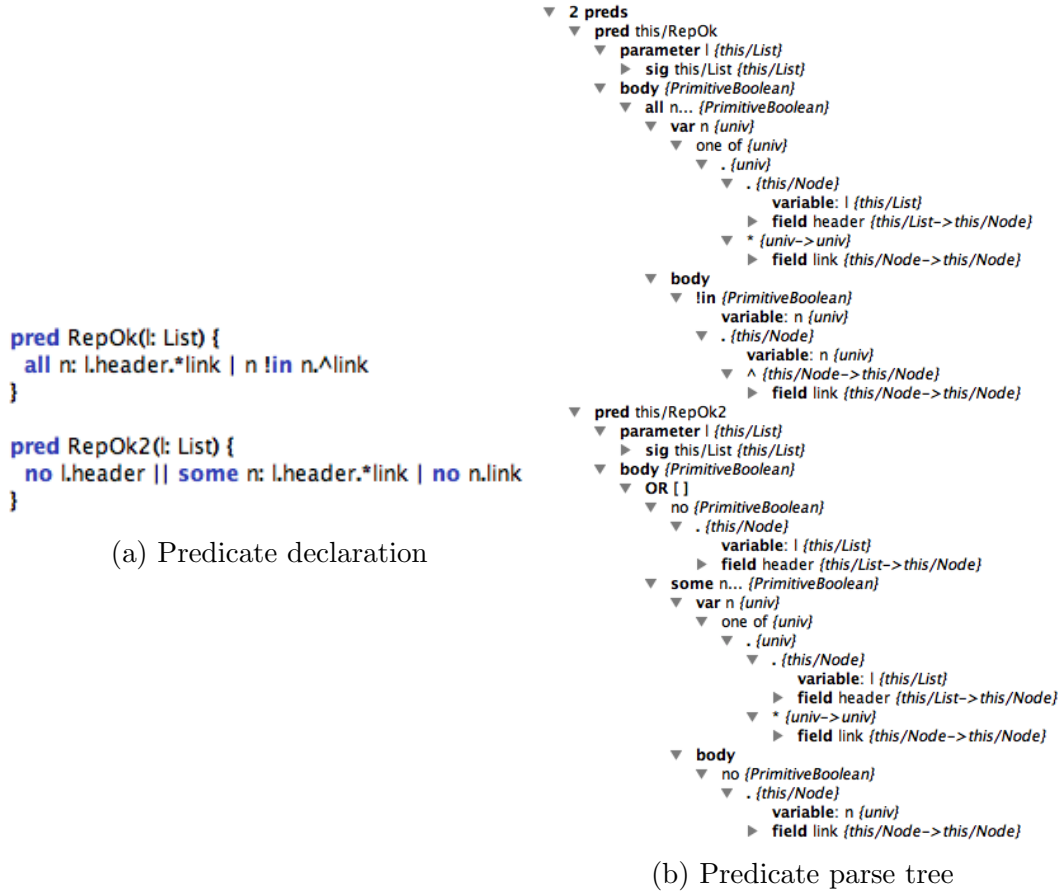 pred RepOk(l: List) {
all n: l.header.*link | n !in n.^link
}
pred RepOk2(l: List) {
no l.header || some n: l.header.*link | no n.link
}
(a) Predicate declaration
2 preds
pred this/RepOk
parameter l {this/List}
sig this/List {this/List}
body {PrimitiveBoolean}
all n... {PrimitiveBoolean}
var n {univ}
one of {univ}
. {univ}
. {this/Node}
variable: l {this/List}
field header {this/List->this/Node}
* {univ->univ}
field link {this/Node->this/Node}
body
!in {PrimitiveBoolean}
variable: n {univ}
. {this/Node}
variable: n {univ}
^ {this/Node->this/Node}
field link {this/Node->this/Node}
pred this/RepOk2
parameter l {this/List}
sig this/List {this/List}
body {PrimitiveBoolean}
OR [ ]
no {PrimitiveBoolean}
. {this/Node}
variable: l {this/List}
field header {this/List->this/Node}
some n... {PrimitiveBoolean}
var n {univ}
one of {univ}
. {univ}
. {this/Node}
variable: l {this/List}
field header {this/List->this/Node}
* {univ->univ}
field link {this/Node->this/Node}
body
no {PrimitiveBoolean}
. {this/Node}
variable: n {univ}
field link {this/Node->this/Node}
(b) Predicate parse tree